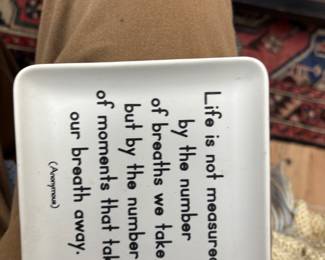 Life is not measured
by the number
of breaths we take
but by the number
of moments that tak
our breath away.
(Anonymous)